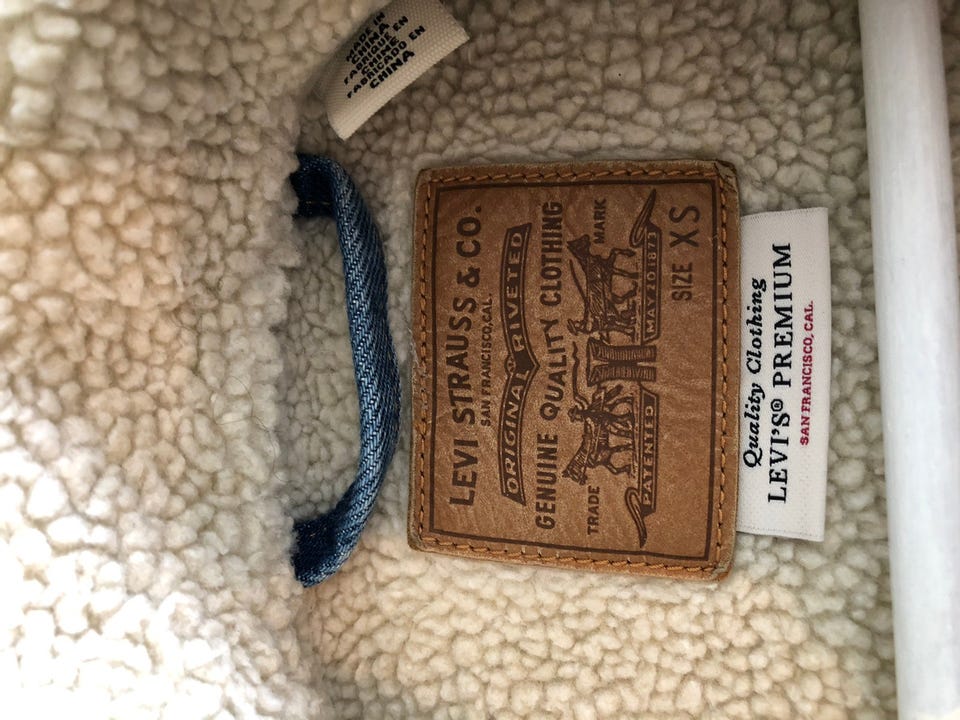 MADE IN
CHINA
FABRIQUÉ EN
CHINE
FABRICADO EN
CHINA
LEVI STRAUSS & CO.
SAN FRANCISCO, CAL.
ORIGINAL RIVETED
GENUINE QUALITY CLOTHING
TRADE MARK
PATENTED MAY 20 1873
SIZE XS
Quality Clothing
LEVI'S® PREMIUM
SAN FRANCISCO, CAL.